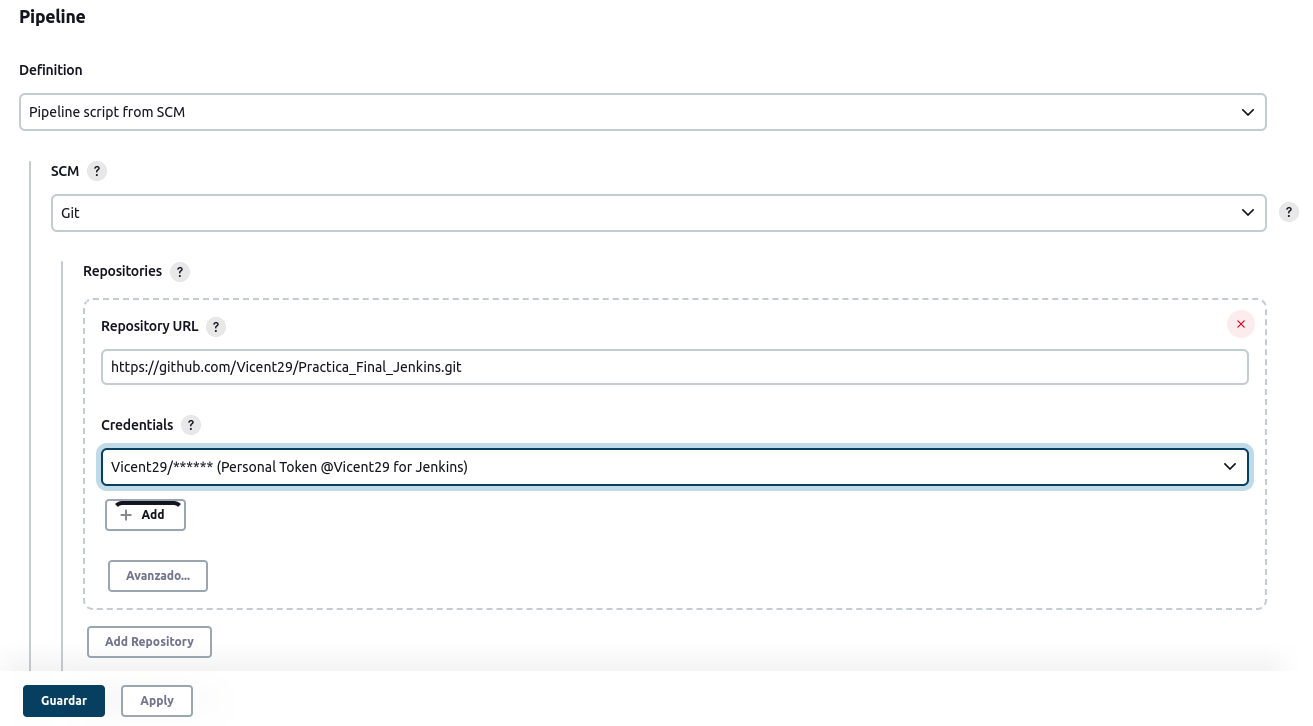 Pipeline
Definition
Pipeline script from SCM
SCM ?
Git
?
Repositories ?
Repository URL ?
https://github.com/Vicent29/Practica_Final_Jenkins.git
Credentials ?
Vicent29/****** (Personal Token @Vicent29 for Jenkins)
+ Add
Avanzado...
Add Repository
Guardar Apply